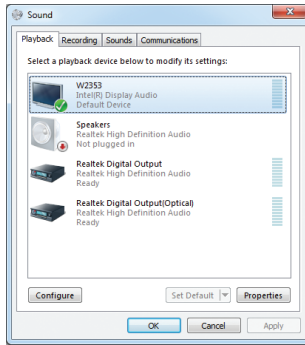 Sound
Playback Recording Sounds Communications
Select a playback device below to modify its settings:
W2353
Intel(R) Display Audio
Default Device
Speakers
Realtek High Definition Audio
Not plugged in
Realtek Digital Output
Realtek High Definition Audio
Ready
Realtek Digital Output(Optical)
Realtek High Definition Audio
Ready
Configure Set Default Properties
OK Cancel Apply